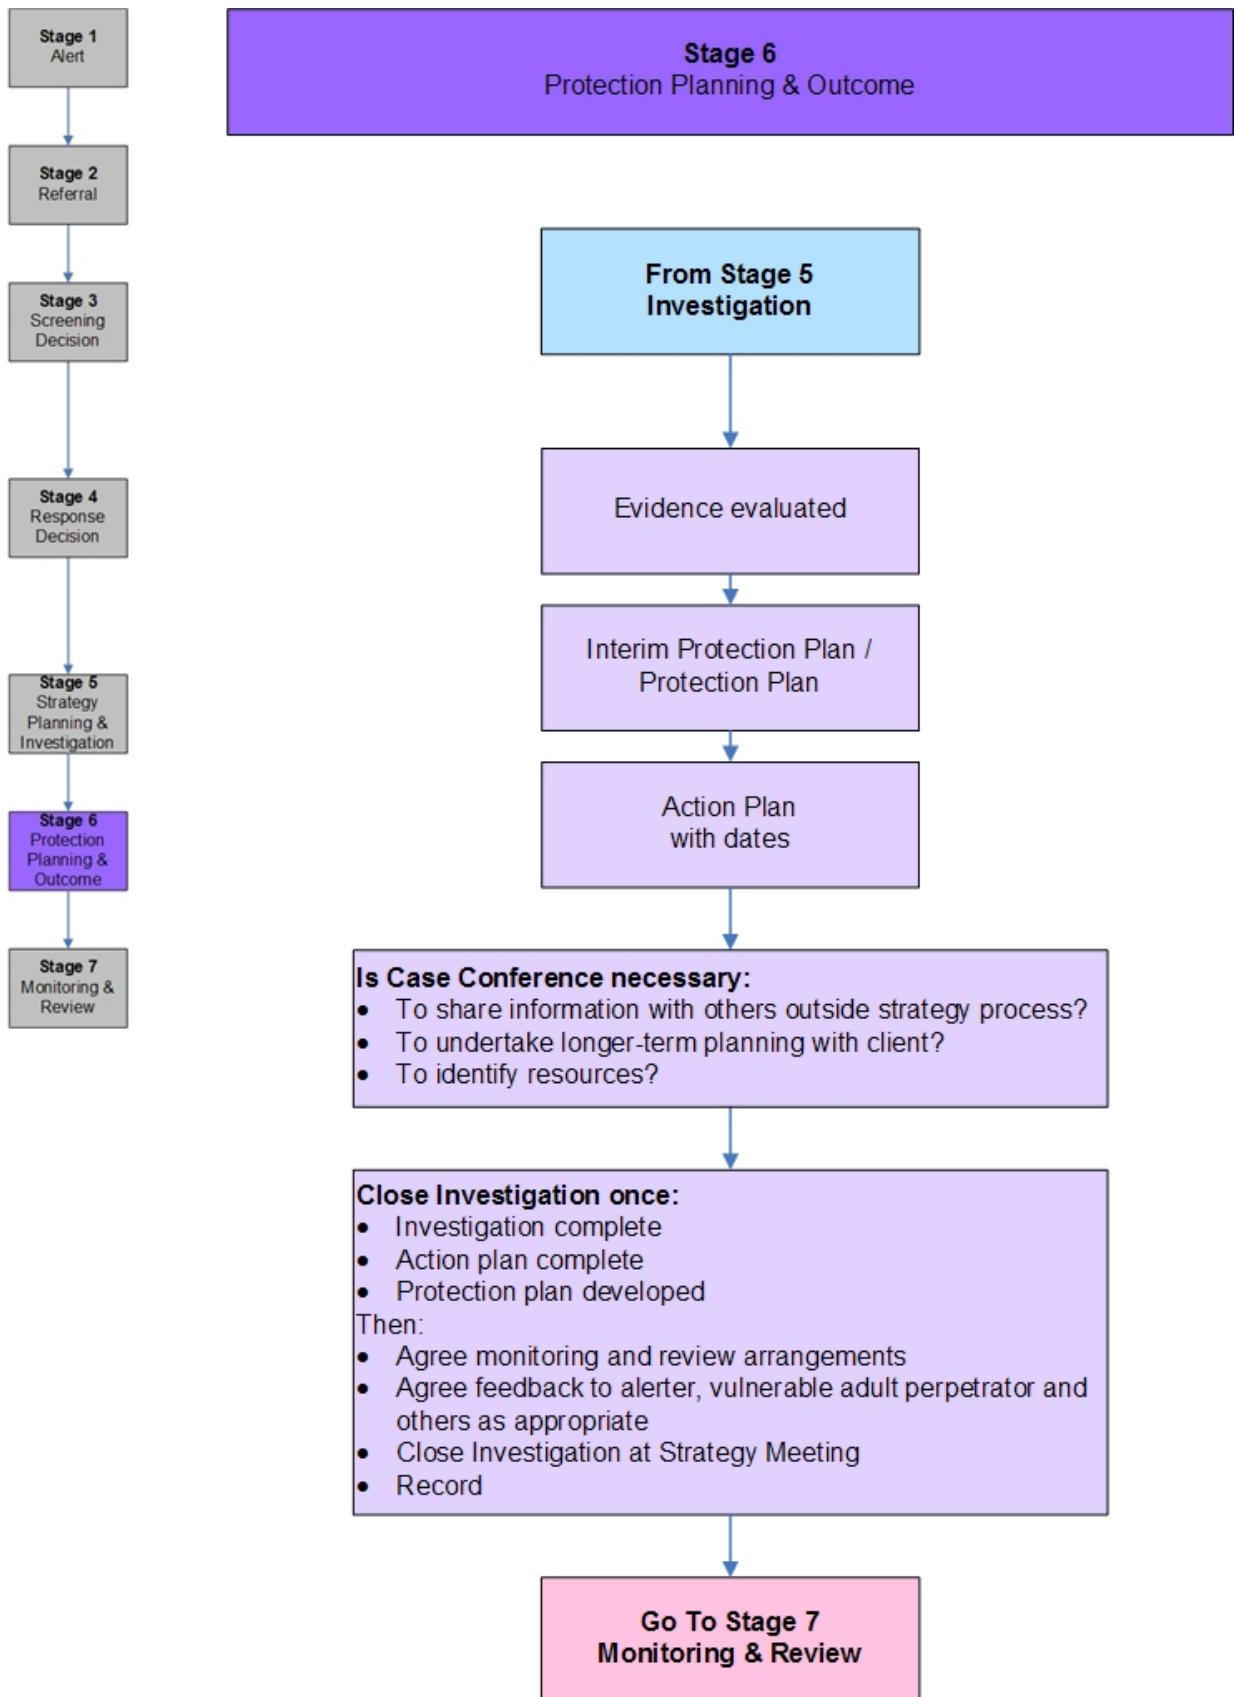 Stage 1
Alert
Stage 2
Referral
Stage 3
Screening
Decision
Stage 4
Response
Decision
Stage 5
Strategy
Planning &
Investigation
Stage 6
Protection
Planning &
Outcome
Stage 7
Monitoring &
Review
Stage 6
Protection Planning & Outcome
From Stage 5
Investigation
Evidence evaluated
Interim Protection Plan /
Protection Plan
Action Plan
with dates
Is Case Conference necessary:
• To share information with others outside strategy process?
• To undertake longer-term planning with client?
• To identify resources?
Close Investigation once:
• Investigation complete
• Action plan complete
• Protection plan developed
Then:
• Agree monitoring and review arrangements
• Agree feedback to alerter, vulnerable adult perpetrator and
others as appropriate
• Close Investigation at Strategy Meeting
• Record
Go To Stage 7
Monitoring & Review